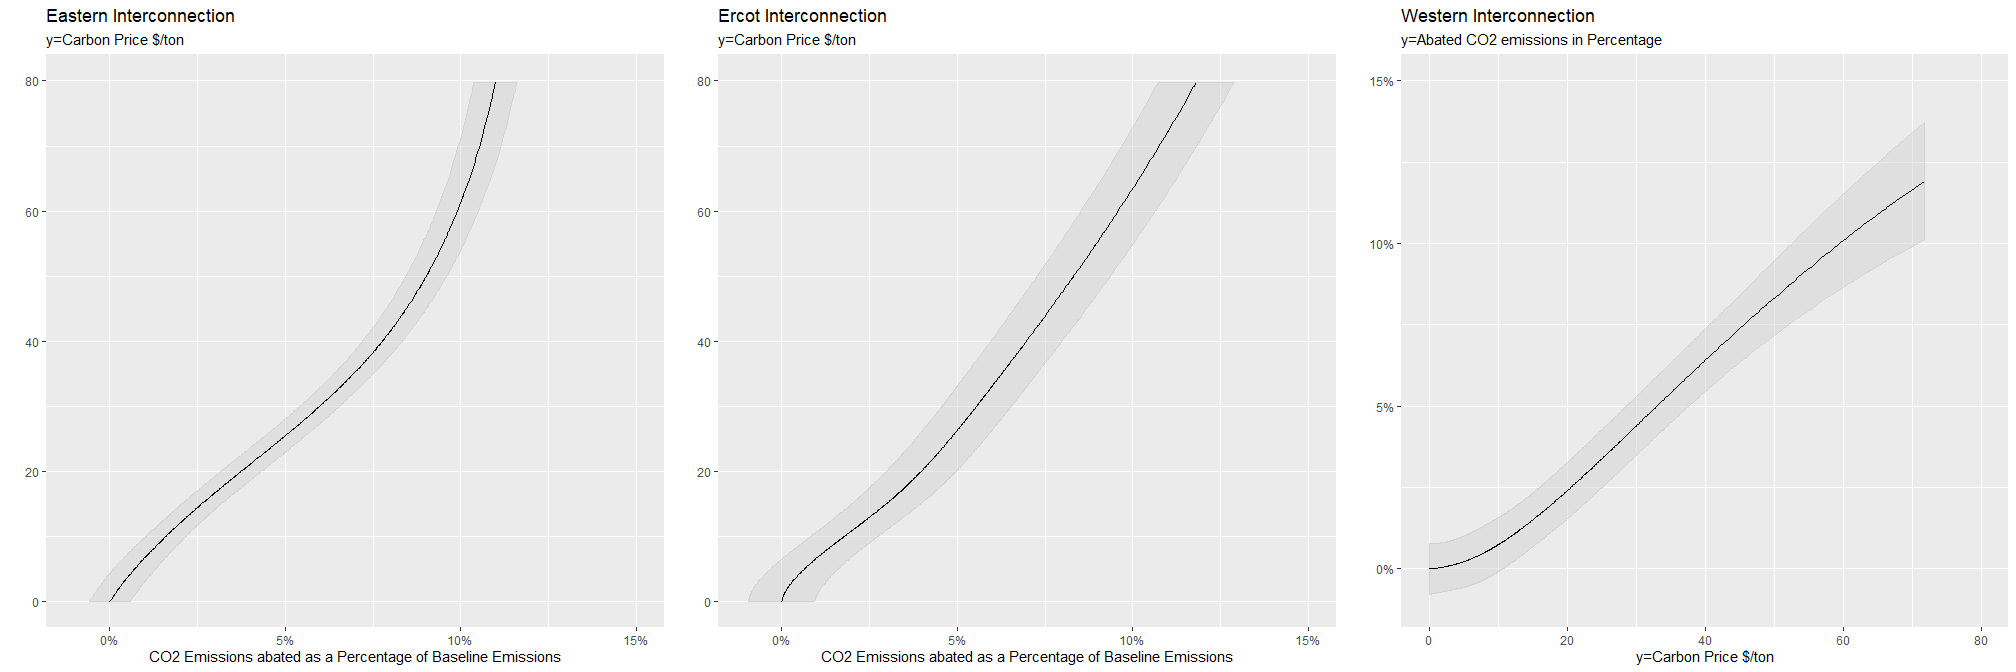 Eastern Interconnection
y=Carbon Price $/ton
80
60
40
20
0
0% 5% 10% 15%
CO2 Emissions abated as a Percentage of Baseline Emissions
Ercot Interconnection
y=Carbon Price $/ton
80
60
40
20
0
0% 5% 10% 15%
CO2 Emissions abated as a Percentage of Baseline Emissions
Western Interconnection
y=Abated CO2 emissions in Percentage
15%
10%
5%
0%
0 20 40 60 80
y=Carbon Price $/ton